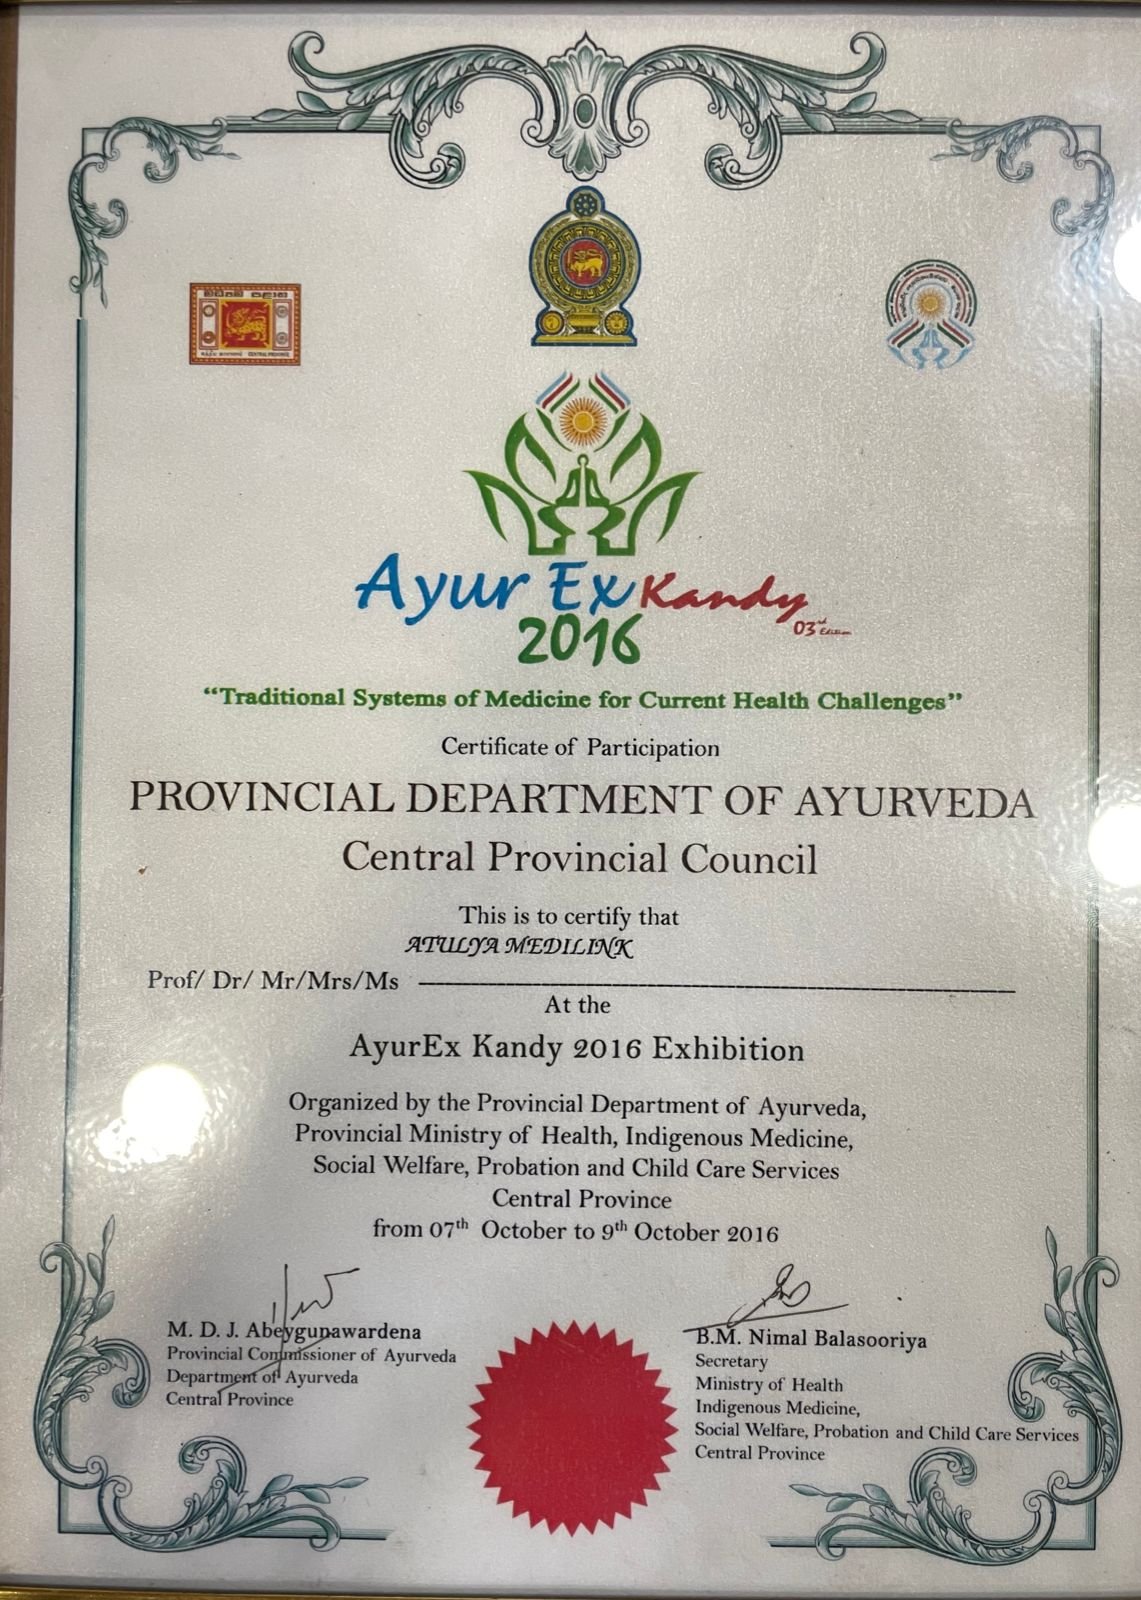 මධ්‍යම පළාත
CENTRAL PROVINCE
Ayur Ex Kandy
2016
03rd Edition
“Traditional Systems of Medicine for Current Health Challenges”
Certificate of Participation
PROVINCIAL DEPARTMENT OF AYURVEDA
Central Provincial Council
This is to certify that
ATULYA MEDILINK
Prof/ Dr/ Mr/Mrs/Ms
At the
AyurEx Kandy 2016 Exhibition
Organized by the Provincial Department of Ayurveda,
Provincial Ministry of Health, Indigenous Medicine,
Social Welfare, Probation and Child Care Services
Central Province
from 07th October to 9th October 2016
M. D. J. Abeygunawardena
Provincial Commissioner of Ayurveda
Department of Ayurveda
Central Province
B.M. Nimal Balasooriya
Secretary
Ministry of Health
Indigenous Medicine,
Social Welfare, Probation and Child Care Services
Central Province